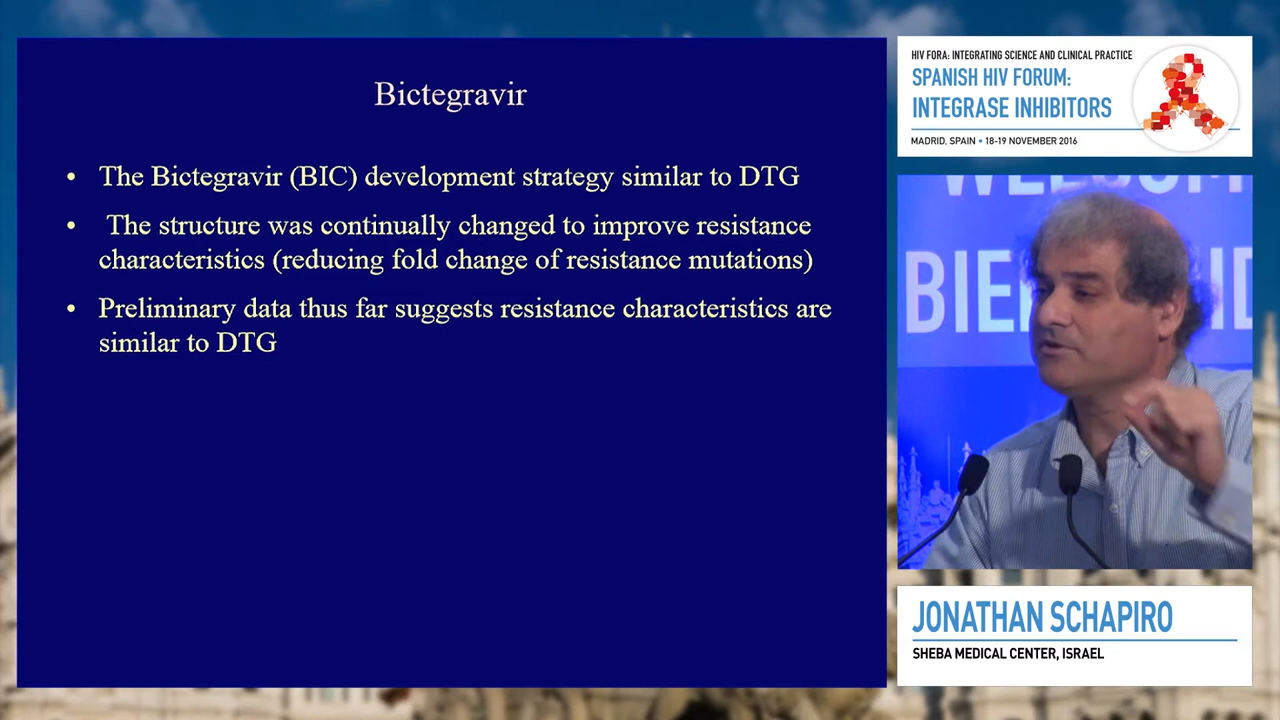 Bictegravir
• The Bictegravir (BIC) development strategy similar to DTG
• The structure was continually changed to improve resistance
characteristics (reducing fold change of resistance mutations)
• Preliminary data thus far suggests resistance characteristics are
similar to DTG
HIV FORA: INTEGRATING SCIENCE AND CLINICAL PRACTICE
SPANISH HIV FORUM:
INTEGRASE INHIBITORS
MADRID, SPAIN • 18-19 NOVEMBER 2016
JONATHAN SCHAPIRO
SHEBA MEDICAL CENTER, ISRAEL